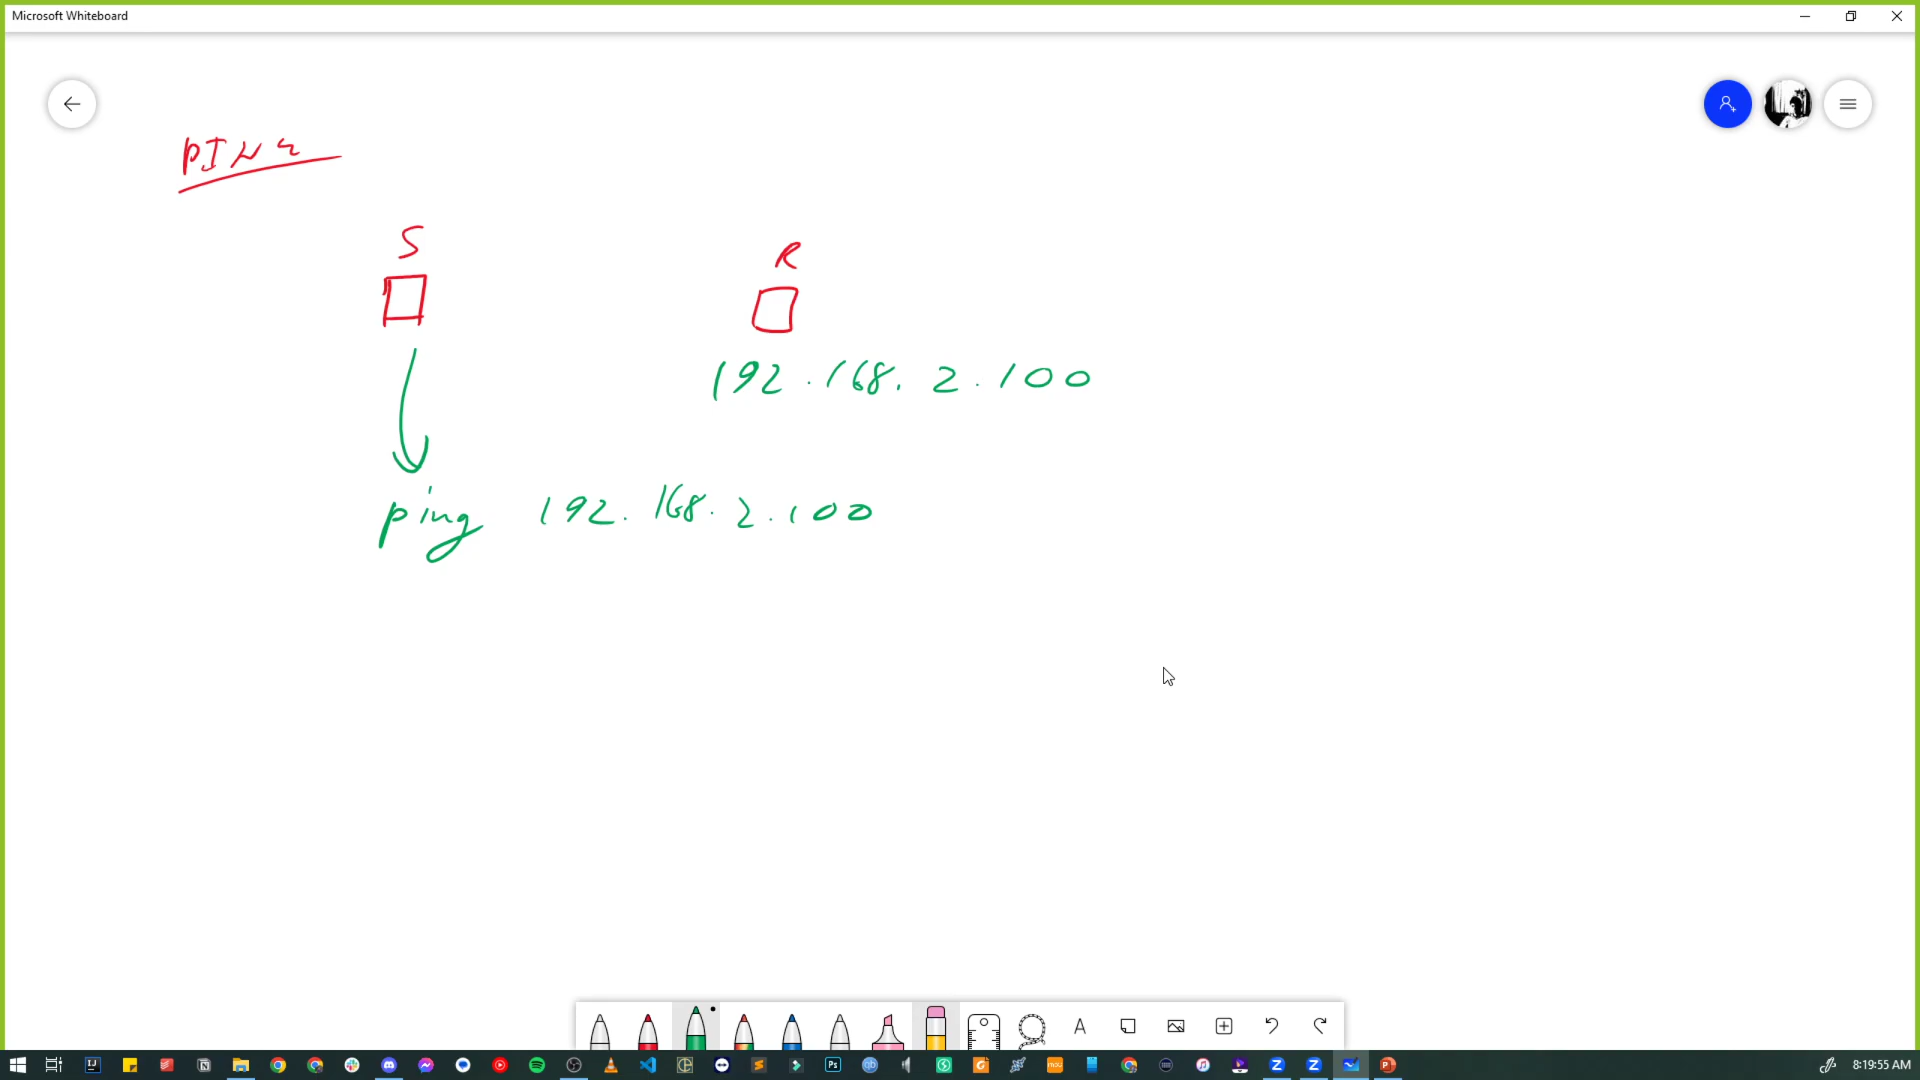 Microsoft Whiteboard
PING
S
R
192.168.2.100
ping 192.168.2.100
8:19:55 AM